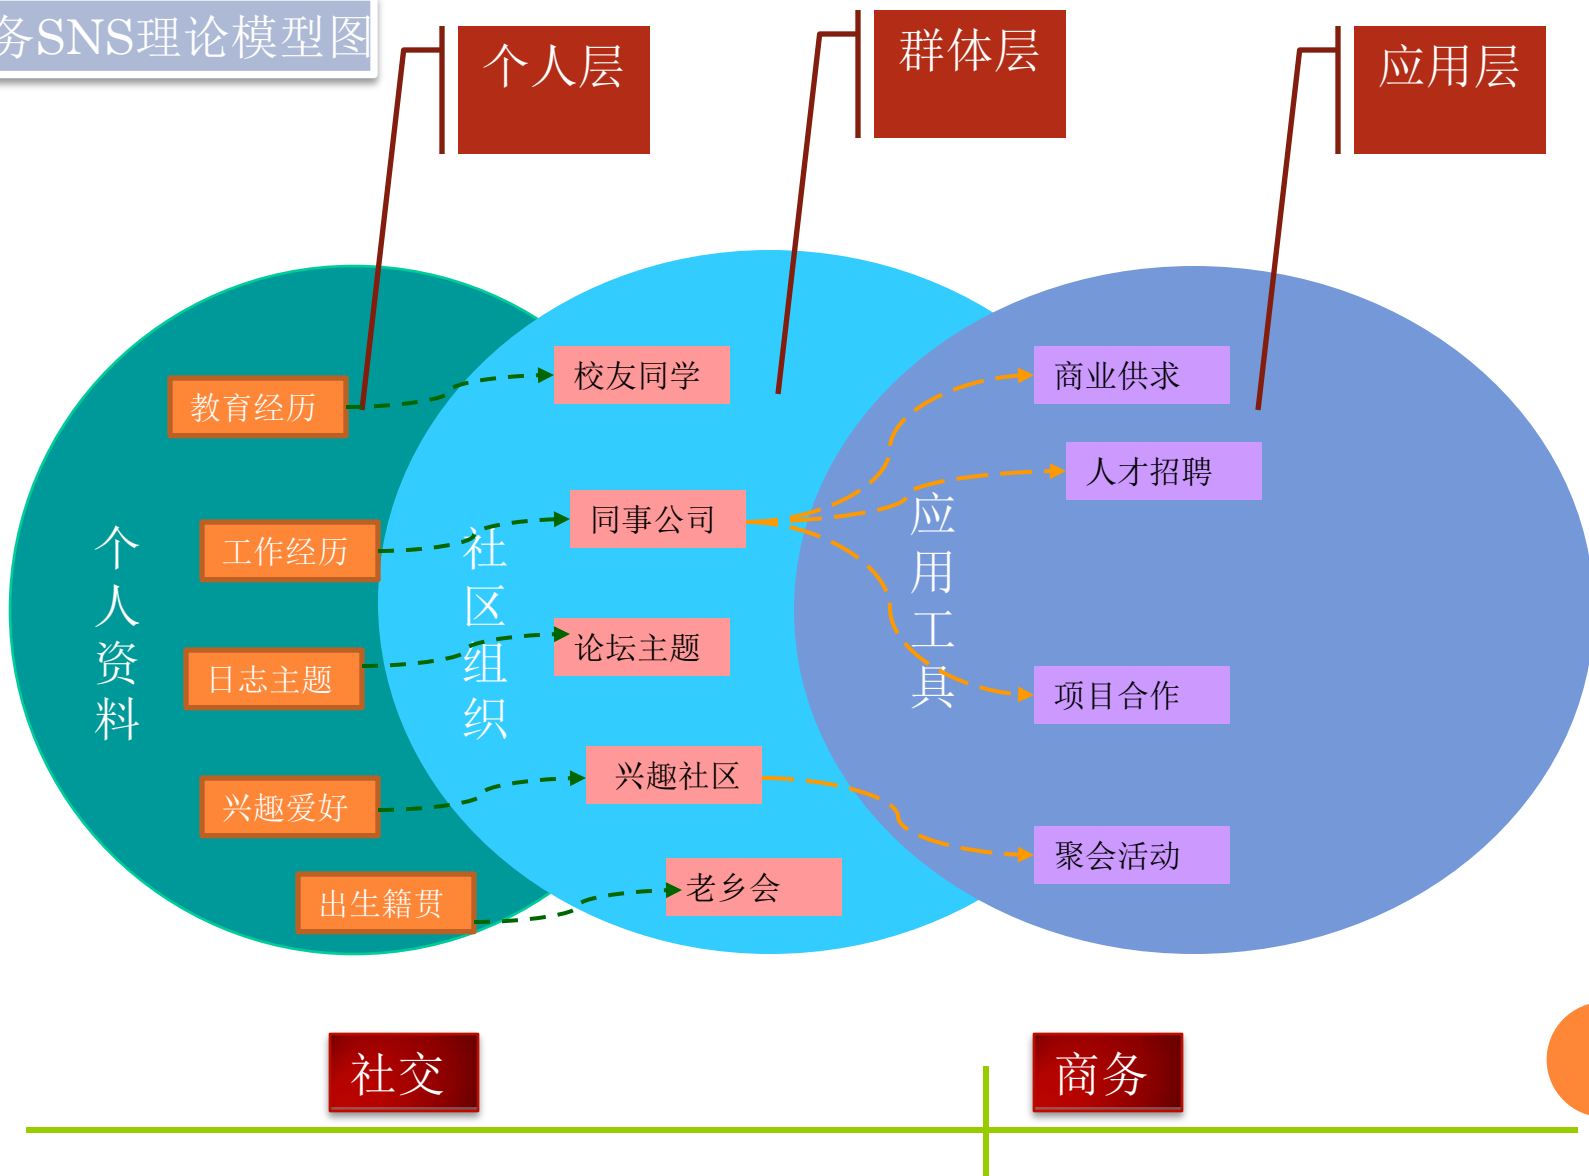 务SNS理论模型图
个人层
群体层
应用层
个人资料
教育经历
工作经历
日志主题
兴趣爱好
出生籍贯
社区组织
校友同学
同事公司
论坛主题
兴趣社区
老乡会
应用工具
商业供求
人才招聘
项目合作
聚会活动
社交
商务